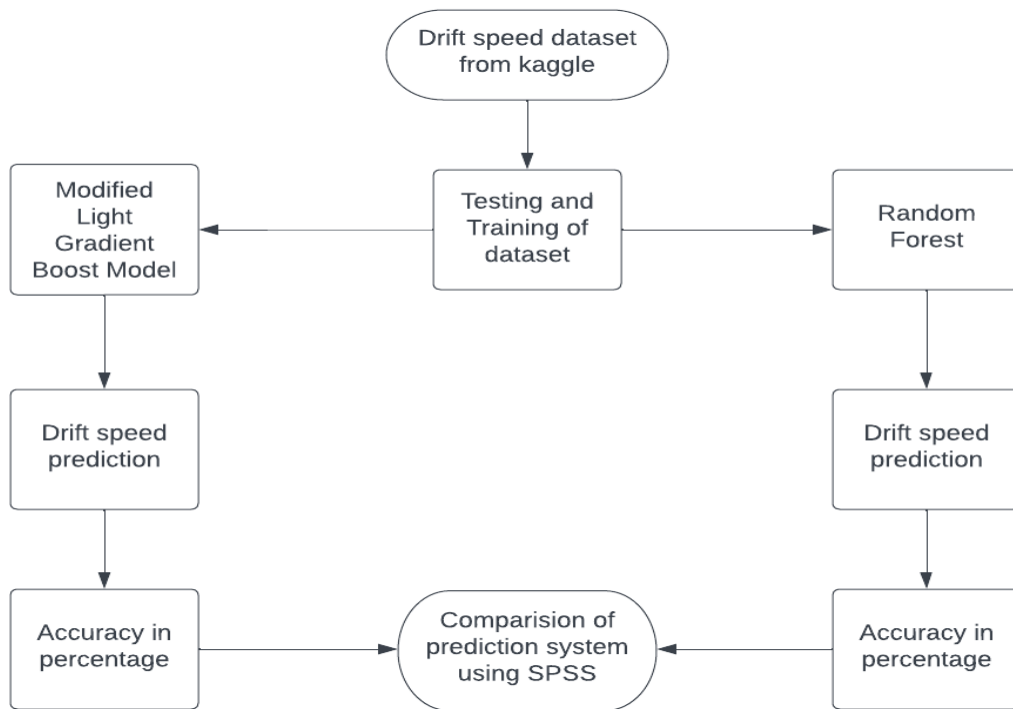 Drift speed dataset
from kaggle
Modified
Light
Gradient
Boost Model
Testing and
Training of
dataset
Random
Forest
Drift speed
prediction
Drift speed
prediction
Accuracy in
percentage
Comparision of
prediction system
using SPSS
Accuracy in
percentage